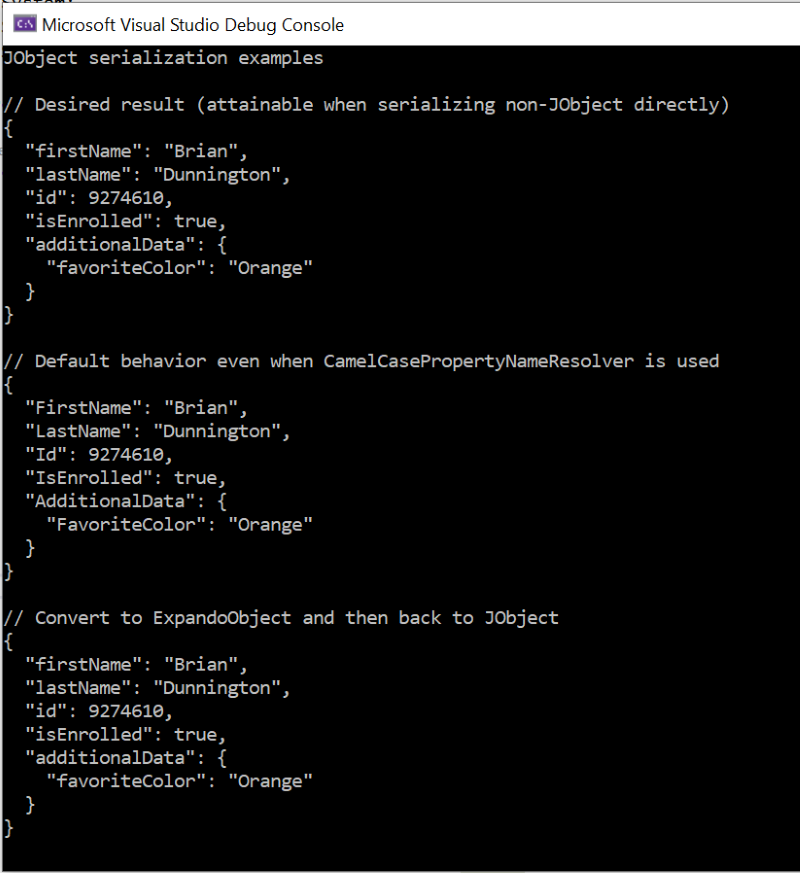 Microsoft Visual Studio Debug Console
JObject serialization examples
// Desired result (attainable when serializing non-JObject directly)
{
  "firstName": "Brian",
  "lastName": "Dunnington",
  "id": 9274610,
  "isEnrolled": true,
  "additionalData": {
    "favoriteColor": "Orange"
  }
}
// Default behavior even when CamelCasePropertyNameResolver is used
{
  "FirstName": "Brian",
  "LastName": "Dunnington",
  "Id": 9274610,
  "IsEnrolled": true,
  "AdditionalData": {
    "FavoriteColor": "Orange"
  }
}
// Convert to ExpandoObject and then back to JObject
{
  "firstName": "Brian",
  "lastName": "Dunnington",
  "id": 9274610,
  "isEnrolled": true,
  "additionalData": {
    "favoriteColor": "Orange"
  }
}